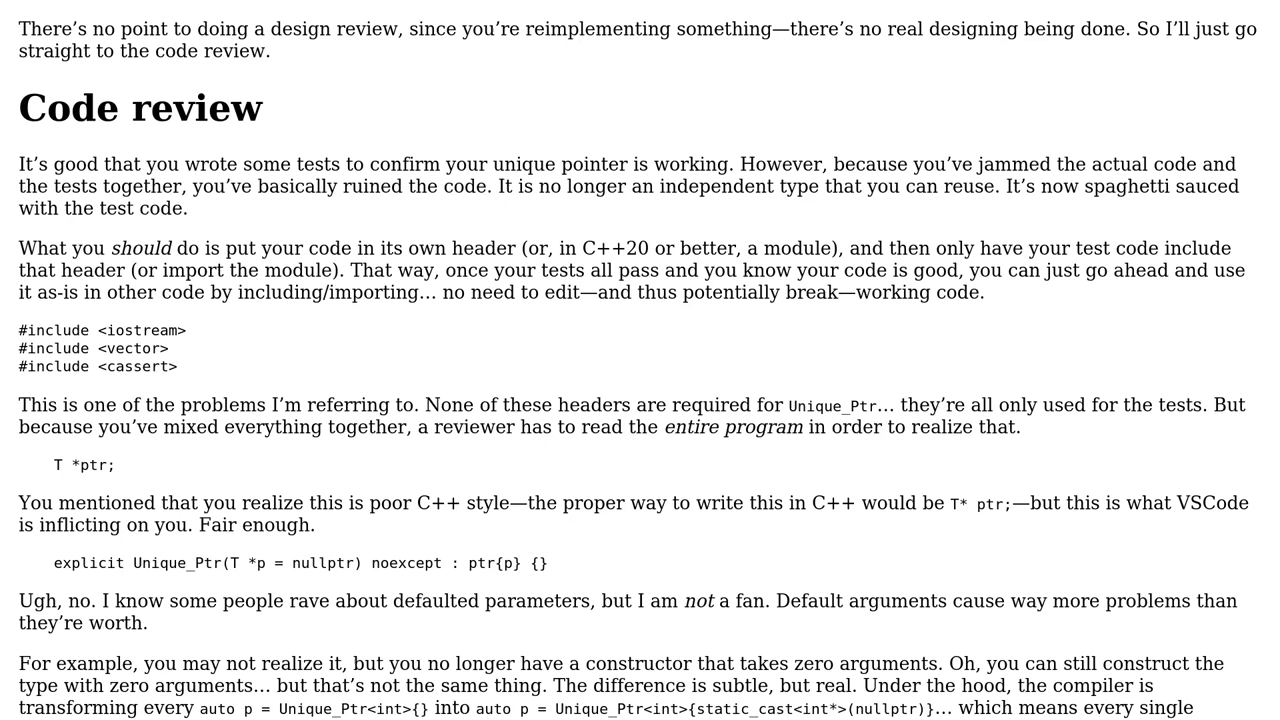 There’s no point to doing a design review, since you’re reimplementing something—there’s no real designing being done. So I’ll just go
straight to the code review.
Code review
It’s good that you wrote some tests to confirm your unique pointer is working. However, because you’ve jammed the actual code and
the tests together, you’ve basically ruined the code. It is no longer an independent type that you can reuse. It’s now spaghetti sauced
with the test code.
What you should do is put your code in its own header (or, in C++20 or better, a module), and then only have your test code include
that header (or import the module). That way, once your tests all pass and you know your code is good, you can just go ahead and use
it as-is in other code by including/importing… no need to edit—and thus potentially break—working code.
#include <iostream>
#include <vector>
#include <cassert>
This is one of the problems I’m referring to. None of these headers are required for Unique_Ptr… they’re all only used for the tests. But
because you’ve mixed everything together, a reviewer has to read the entire program in order to realize that.
T *ptr;
You mentioned that you realize this is poor C++ style—the proper way to write this in C++ would be T* ptr;—but this is what VSCode
is inflicting on you. Fair enough.
explicit Unique_Ptr(T *p = nullptr) noexcept : ptr{p} {}
Ugh, no. I know some people rave about defaulted parameters, but I am not a fan. Default arguments cause way more problems than
they’re worth.
For example, you may not realize it, but you no longer have a constructor that takes zero arguments. Oh, you can still construct the
type with zero arguments… but that’s not the same thing. The difference is subtle, but real. Under the hood, the compiler is
transforming every auto p = Unique_Ptr<int>{} into auto p = Unique_Ptr<int>{static_cast<int*>(nullptr)}… which means every single